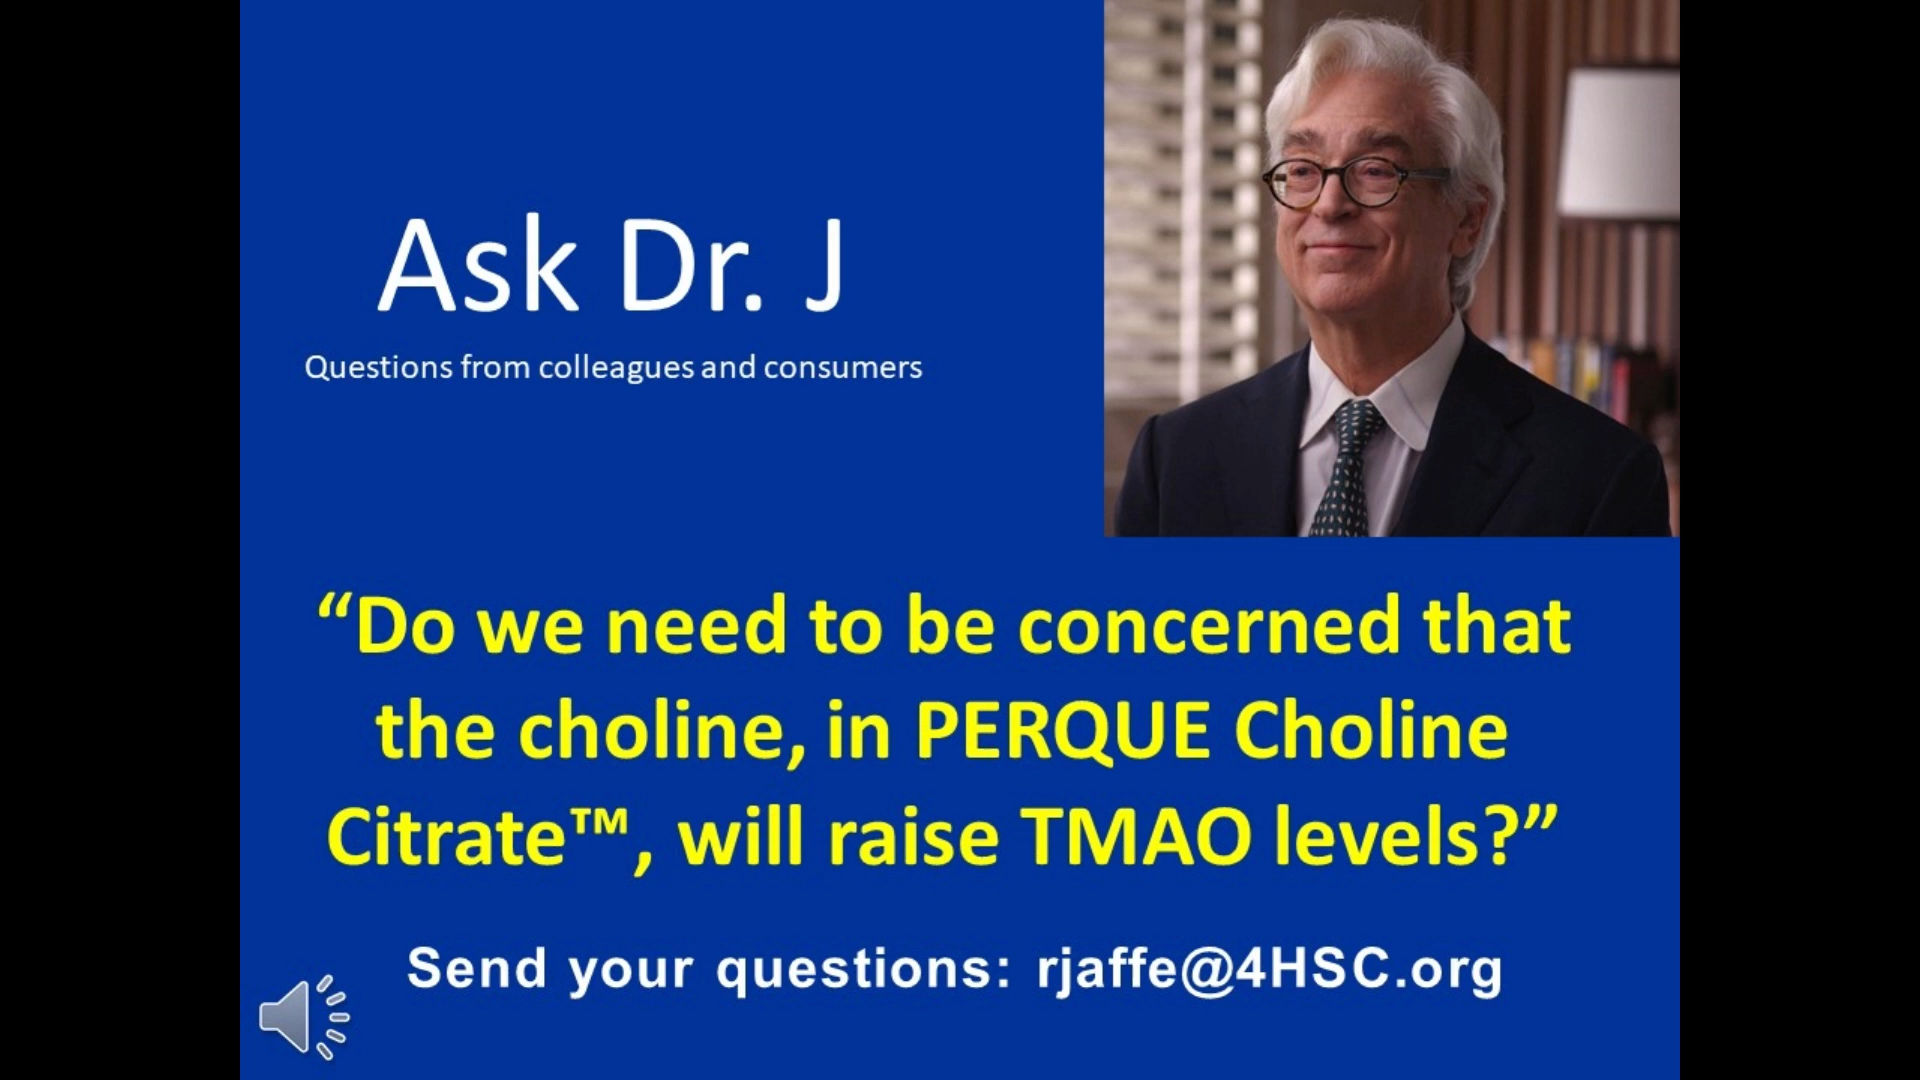 Ask Dr. J
Questions from colleagues and consumers
“Do we need to be concerned that
the choline, in PERQUE Choline
Citrate™, will raise TMAO levels?”
Send your questions: rjaffe@4HSC.org